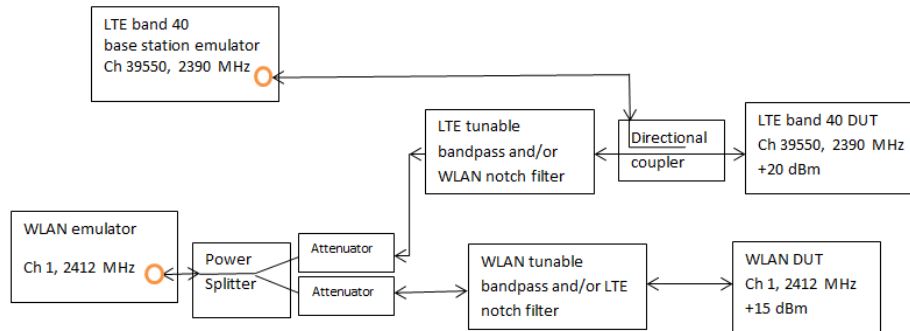 LTE band 40
base station emulator
Ch 39550, 2390 MHz
LTE tunable
bandpass and/or
WLAN notch filter
Directional
coupler
LTE band 40 DUT
Ch 39550, 2390 MHz
+20 dBm
WLAN emulator
Ch 1, 2412 MHz
Power
Splitter
Attenuator
Attenuator
WLAN tunable
bandpass and/or LTE
notch filter
WLAN DUT
Ch 1, 2412 MHz
+15 dBm